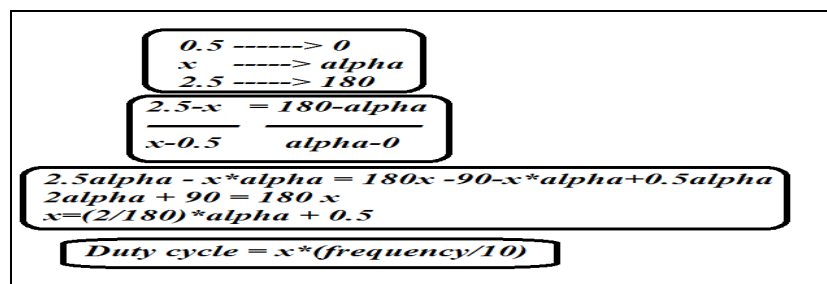 0.5 ------> 0
x -----> alpha
2.5 -----> 180
2.5-x = 180-alpha
x-0.5 alpha-0
2.5alpha - x*alpha = 180x -90-x*alpha+0.5alpha
2alpha + 90 = 180 x
x=(2/180)*alpha + 0.5
Duty cycle = x*(frequency/10)